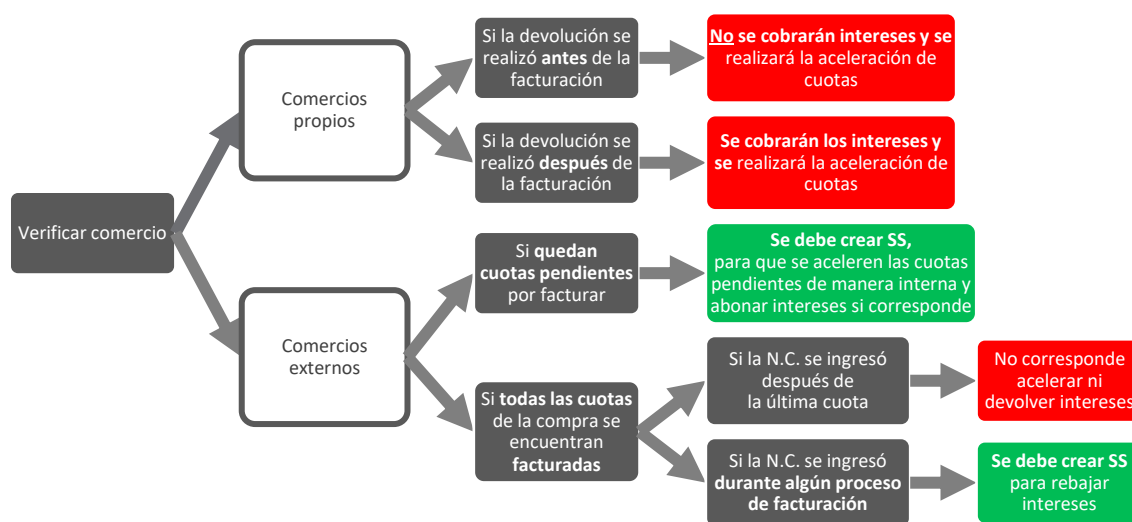 Verificar comercio
Comercios
propios
Si la devolución se
realizó antes de la
facturación
No se cobrarán intereses y se
realizará la aceleración de
cuotas
Si la devolución se
realizó después de
la facturación
Se cobrarán los intereses y
se realizará la aceleración de
cuotas
Comercios
externos
Si quedan
cuotas pendientes
por facturar
Se debe crear SS,
para que se aceleren las cuotas
pendientes de manera interna y
abonar intereses si corresponde
Si todas las cuotas
de la compra se
encuentran
facturadas
Si la N.C. se ingresó
después de
la última cuota
No corresponde
acelerar ni
devolver intereses
Si la N.C. se ingresó
durante algún proceso
de facturación
Se debe crear SS
para rebajar
intereses